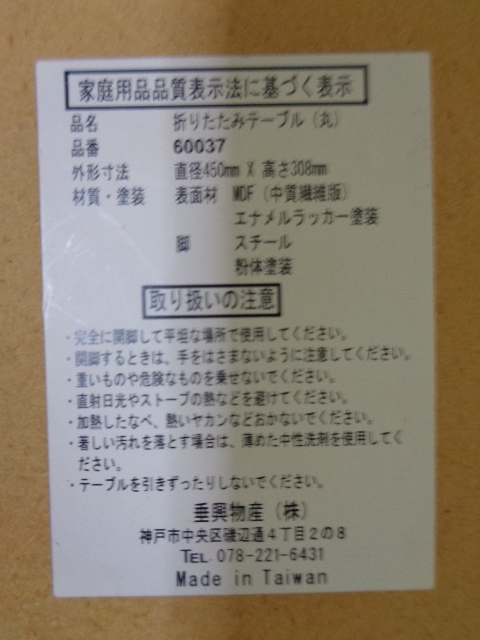 家庭用品品質表示法に基づく表示
品名 折りたたみテーブル（丸）
品番 60037
外形寸法 直径450mm X 高さ308mm
材質・塗装 表面材 MDF（中質繊維版）
エナメルラッカー塗装
脚 スチール
粉体塗装
取り扱いの注意
・完全に開脚して平坦な場所で使用してください。
・開脚するときは、手をはさまないように注意してください。
・重いものや危険なものを乗せないでください。
・直射日光やストーブの熱などを避けてください。
・加熱したなべ、熱いヤカンなどおかないでください。
・著しい汚れを落とす場合は、薄めた中性洗剤を使用してく
ださい。
・テーブルを引きずったりしないでください。
垂興物産（株）
神戸市中央区磯辺通４丁目２の８
TEL. 078-221-6431
Made in Taiwan